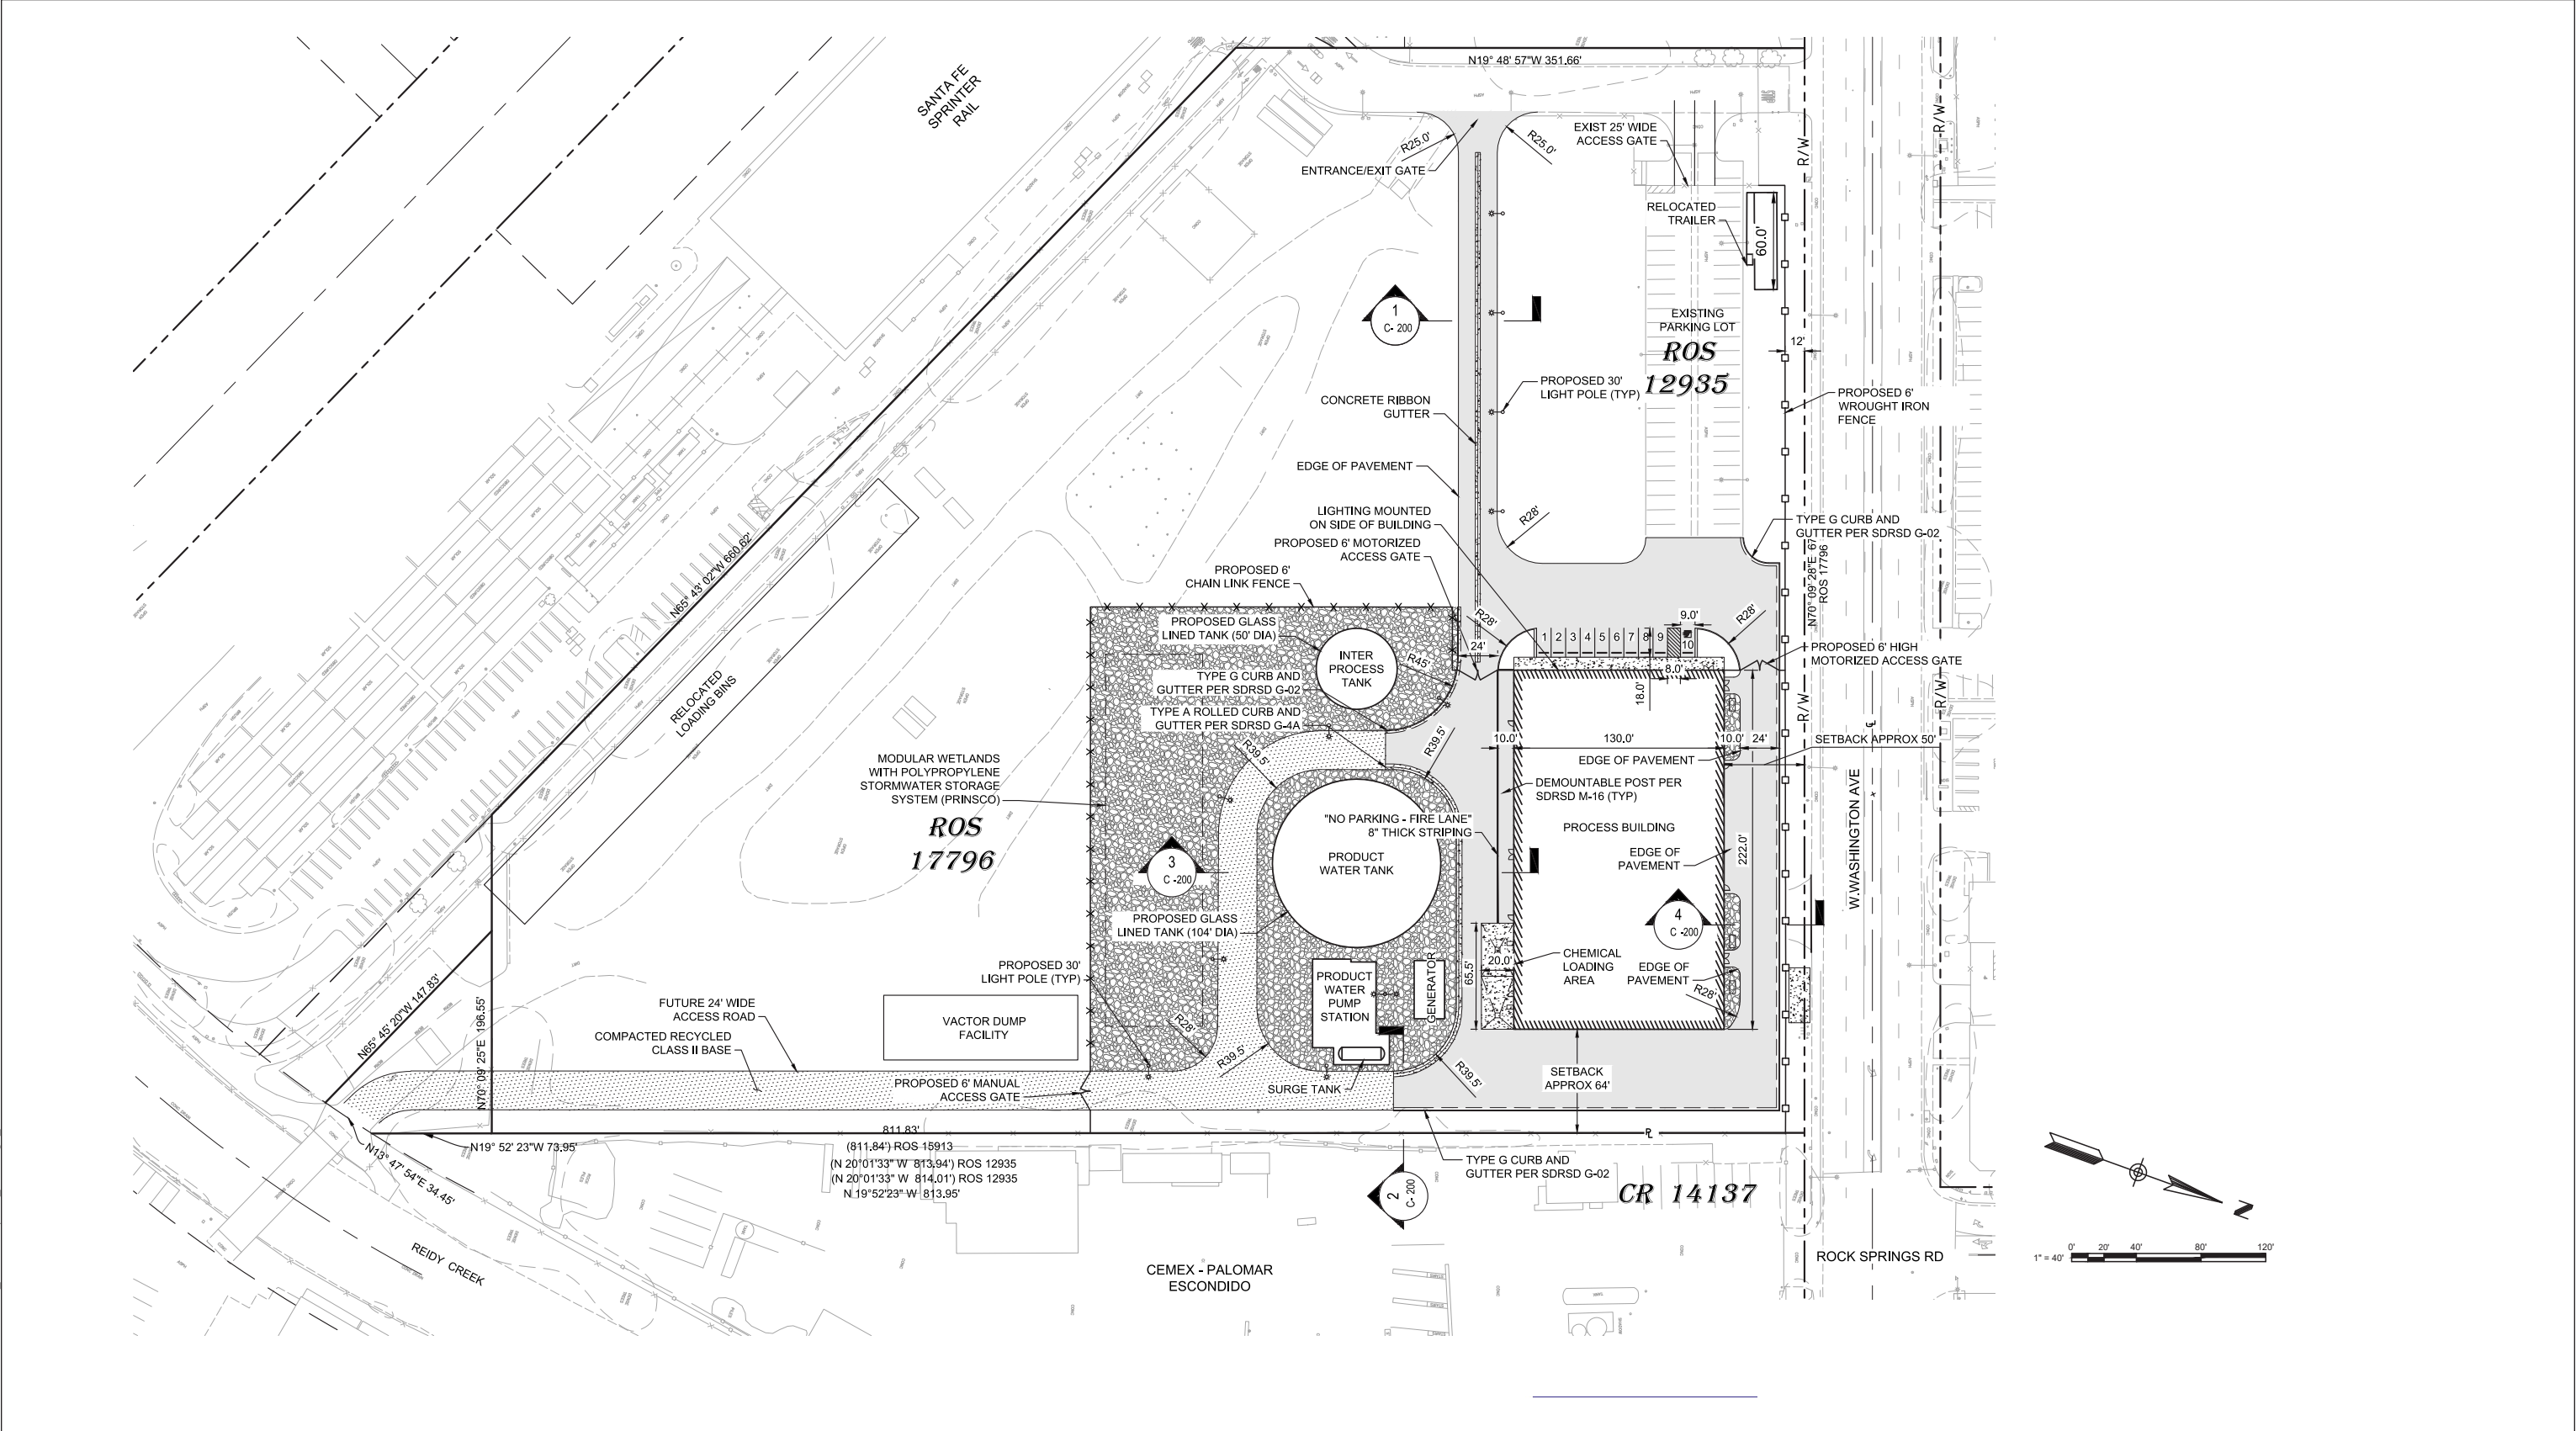 SANTA FE
SPRINTER
RAIL
N19° 48' 57"W 351.66'
R25.0'
R25.0'
EXIST 25' WIDE
ACCESS GATE
ENTRANCE/EXIT GATE
RELOCATED
TRAILER
60.0'
R/W
R/W
1
C- 200
EXISTING
PARKING LOT
ROS
12935
12'
PROPOSED 30'
LIGHT POLE (TYP)
PROPOSED 6'
WROUGHT IRON
FENCE
CONCRETE RIBBON
GUTTER
EDGE OF PAVEMENT
LIGHTING MOUNTED
ON SIDE OF BUILDING
R28'
TYPE G CURB AND
GUTTER PER SDRSD G-02
PROPOSED 6' MOTORIZED
ACCESS GATE
PROPOSED 6'
CHAIN LINK FENCE
N65° 43' 02"W 660.62'
N70° 09' 28"E 67
ROS 17796
PROPOSED GLASS
LINED TANK (50' DIA)
R28'
24'
1 2 3 4 5 6 7 8 9
10
9.0'
R28'
8.0'
18.0'
INTER
PROCESS
TANK
R45'
PROPOSED 6' HIGH
MOTORIZED ACCESS GATE
TYPE G CURB AND
GUTTER PER SDRSD G-02
TYPE A ROLLED CURB AND
GUTTER PER SDRSD G-4A
RELOCATED
LOADING BINS
R/W
R/W
R39.5'
R39.5'
10.0'
130.0'
10.0'
24'
SETBACK APPROX 50'
EDGE OF PAVEMENT
MODULAR WETLANDS
WITH POLYPROPYLENE
STORMWATER STORAGE
SYSTEM (PRINSCO)
ROS
17796
DEMOUNTABLE POST PER
SDRSD M-16 (TYP)
"NO PARKING - FIRE LANE"
8" THICK STRIPING
PROCESS BUILDING
EDGE OF
PAVEMENT
222.0'
W.WASHINGTON AVE
PRODUCT
WATER TANK
3
C -200
4
C -200
PROPOSED GLASS
LINED TANK (104' DIA)
PROPOSED 30'
LIGHT POLE (TYP)
65.5'
20.0'
CHEMICAL
LOADING
AREA
EDGE OF
PAVEMENT
R28'
PRODUCT
WATER
PUMP
STATION
GENERATOR
FUTURE 24' WIDE
ACCESS ROAD
VACTOR DUMP
FACILITY
COMPACTED RECYCLED
CLASS II BASE
N65° 45' 20"W 147.83'
N70° 09' 25"E 196.55'
R28'
R39.5'
R39.5'
PROPOSED 6' MANUAL
ACCESS GATE
SURGE TANK
SETBACK
APPROX 64'
N19° 52' 23"W 73.95'
N13° 47' 54"E 34.45'
811.83'
(811.84') ROS 15913
(N 20°01'33" W 813.94') ROS 12935
(N 20°01'33" W 814.01') ROS 12935
N 19°52'23" W 813.95'
TYPE G CURB AND
GUTTER PER SDRSD G-02
2
C- 200
CR 14137
REIDY CREEK
CEMEX - PALOMAR
ESCONDIDO
ROCK SPRINGS RD
N
1" = 40'
0' 20' 40' 80' 120'